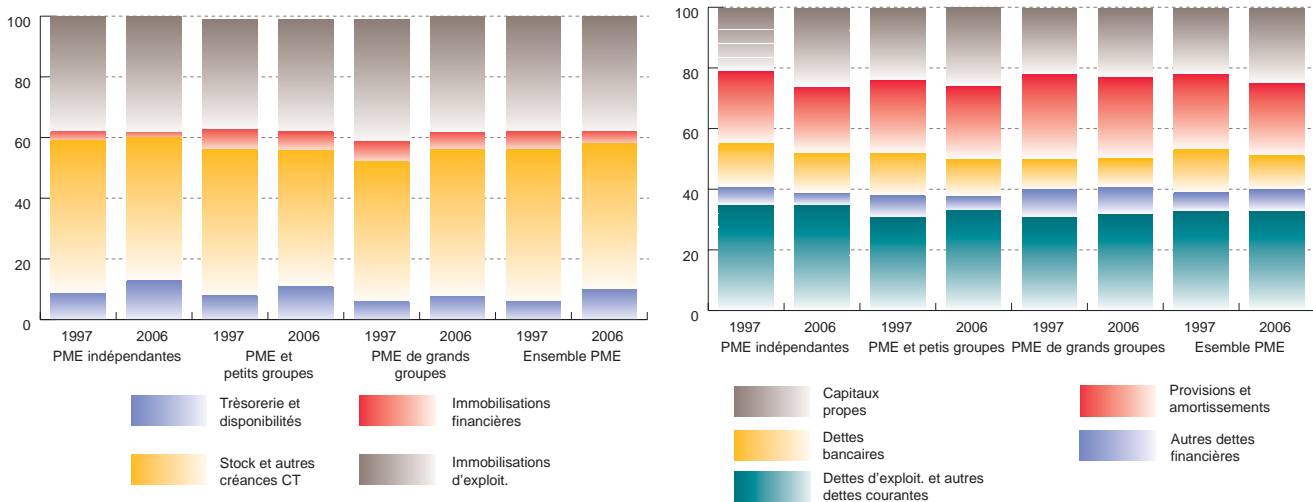 100
80
60
40
20
0
1997 2006 1997 2006 1997 2006 1997 2006
PME indépendantes PME et petits groupes PME de grands groupes Ensemble PME
Trèsorerie et
disponibilités
Immobilisations
financières
Stock et autres
créances CT
Immobilisations
d'exploit.
100
80
60
40
20
0
1997 2006 1997 2006 1997 2006 1997 2006
PME indépendantes PME et petis groupes PME de grands groupes Esemble PME
Capitaux
propes
Provisions et
amortissements
Dettes
bancaires
Autres dettes
financières
Dettes d'exploit. et autres
dettes courantes